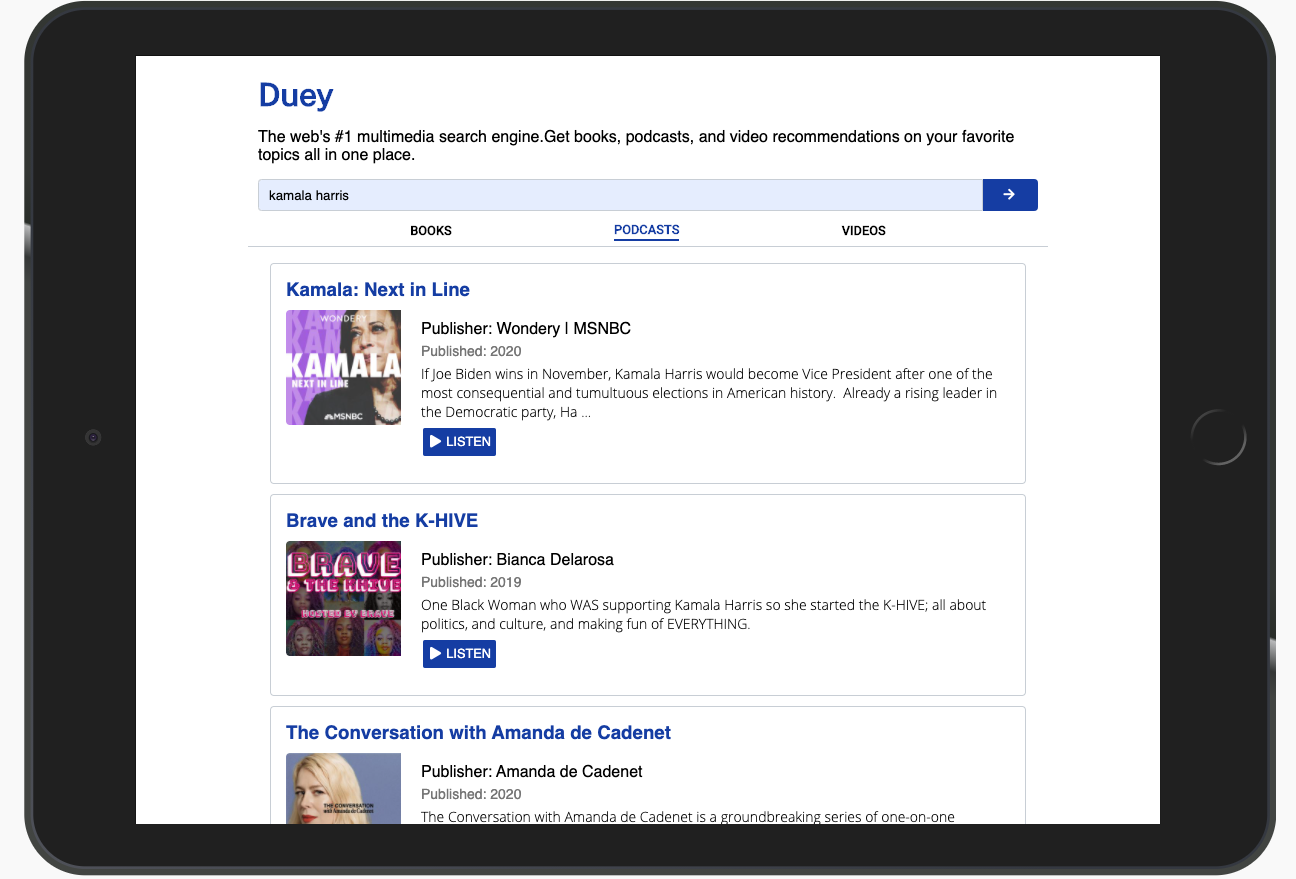 Duey
The web's #1 multimedia search engine.Get books, podcasts, and video recommendations on your favorite
topics all in one place.
kamala harris
BOOKS PODCASTS VIDEOS
Kamala: Next in Line
WONDERY
KAMALA
NEXT IN LINE
MSNBC
Publisher: Wondery | MSNBC
Published: 2020
If Joe Biden wins in November, Kamala Harris would become Vice President after one of the
most consequential and tumultuous elections in American history.  Already a rising leader in
the Democratic party, Ha ...
LISTEN
Brave and the K-HIVE
BRAVE
& THE KHIVE
HOSTED BY BRAVE
Publisher: Bianca Delarosa
Published: 2019
One Black Woman who WAS supporting Kamala Harris so she started the K-HIVE; all about
politics, and culture, and making fun of EVERYTHING.
LISTEN
The Conversation with Amanda de Cadenet
THE CONVERSATION
with Amanda de Cadenet
Publisher: Amanda de Cadenet
Published: 2020
The Conversation with Amanda de Cadenet is a groundbreaking series of one-on-one